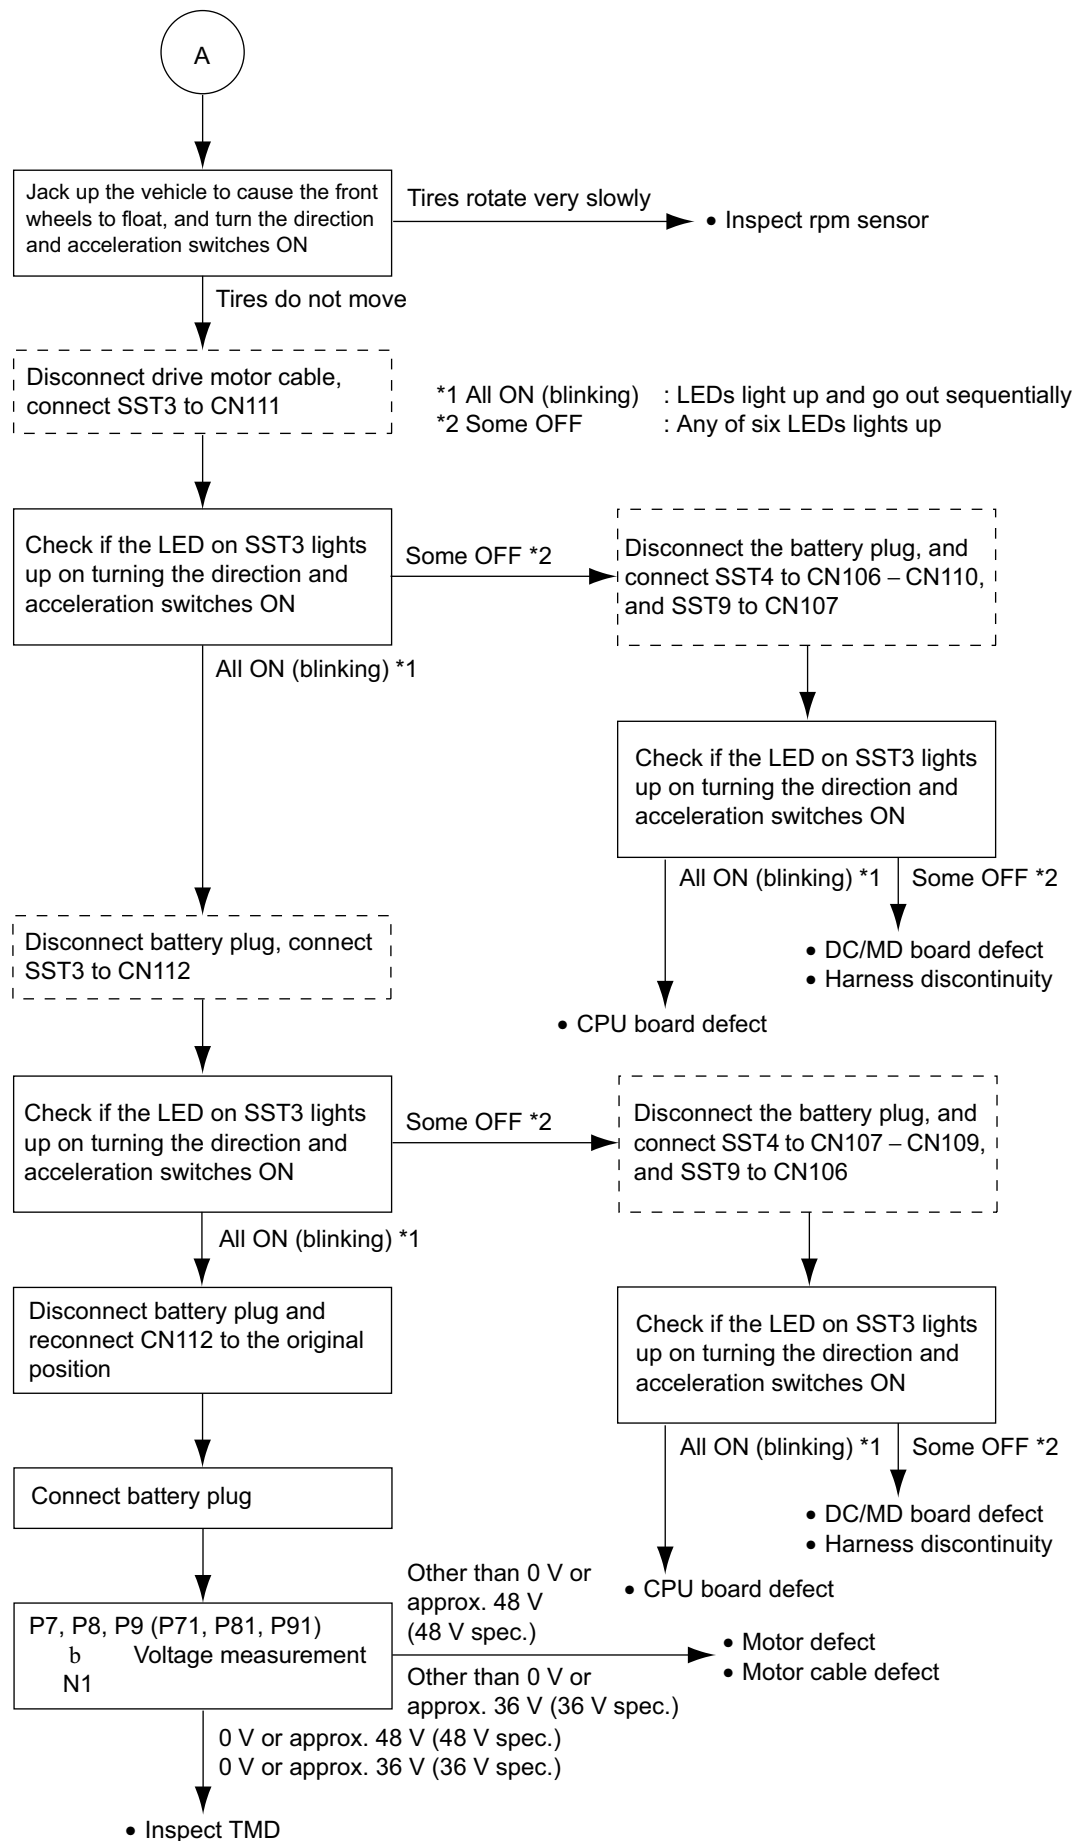 A
Jack up the vehicle to cause the front
wheels to float, and turn the direction
and acceleration switches ON
Tires rotate very slowly
• Inspect rpm sensor
Tires do not move
Disconnect drive motor cable,
connect SST3 to CN111
*1 All ON (blinking) : LEDs light up and go out sequentially
*2 Some OFF : Any of six LEDs lights up
Check if the LED on SST3 lights
up on turning the direction and
acceleration switches ON
Some OFF *2
Disconnect the battery plug, and
connect SST4 to CN106 – CN110,
and SST9 to CN107
All ON (blinking) *1
Check if the LED on SST3 lights
up on turning the direction and
acceleration switches ON
All ON (blinking) *1
Some OFF *2
• DC/MD board defect
• Harness discontinuity
• CPU board defect
Disconnect battery plug, connect
SST3 to CN112
Check if the LED on SST3 lights
up on turning the direction and
acceleration switches ON
Some OFF *2
Disconnect the battery plug, and
connect SST4 to CN107 – CN109,
and SST9 to CN106
All ON (blinking) *1
Disconnect battery plug and
reconnect CN112 to the original
position
Check if the LED on SST3 lights
up on turning the direction and
acceleration switches ON
All ON (blinking) *1
Some OFF *2
• DC/MD board defect
• Harness discontinuity
• CPU board defect
Connect battery plug
P7, P8, P9 (P71, P81, P91)
b Voltage measurement
N1
Other than 0 V or
approx. 48 V
(48 V spec.)
Other than 0 V or
approx. 36 V (36 V spec.)
• Motor defect
• Motor cable defect
0 V or approx. 48 V (48 V spec.)
0 V or approx. 36 V (36 V spec.)
• Inspect TMD